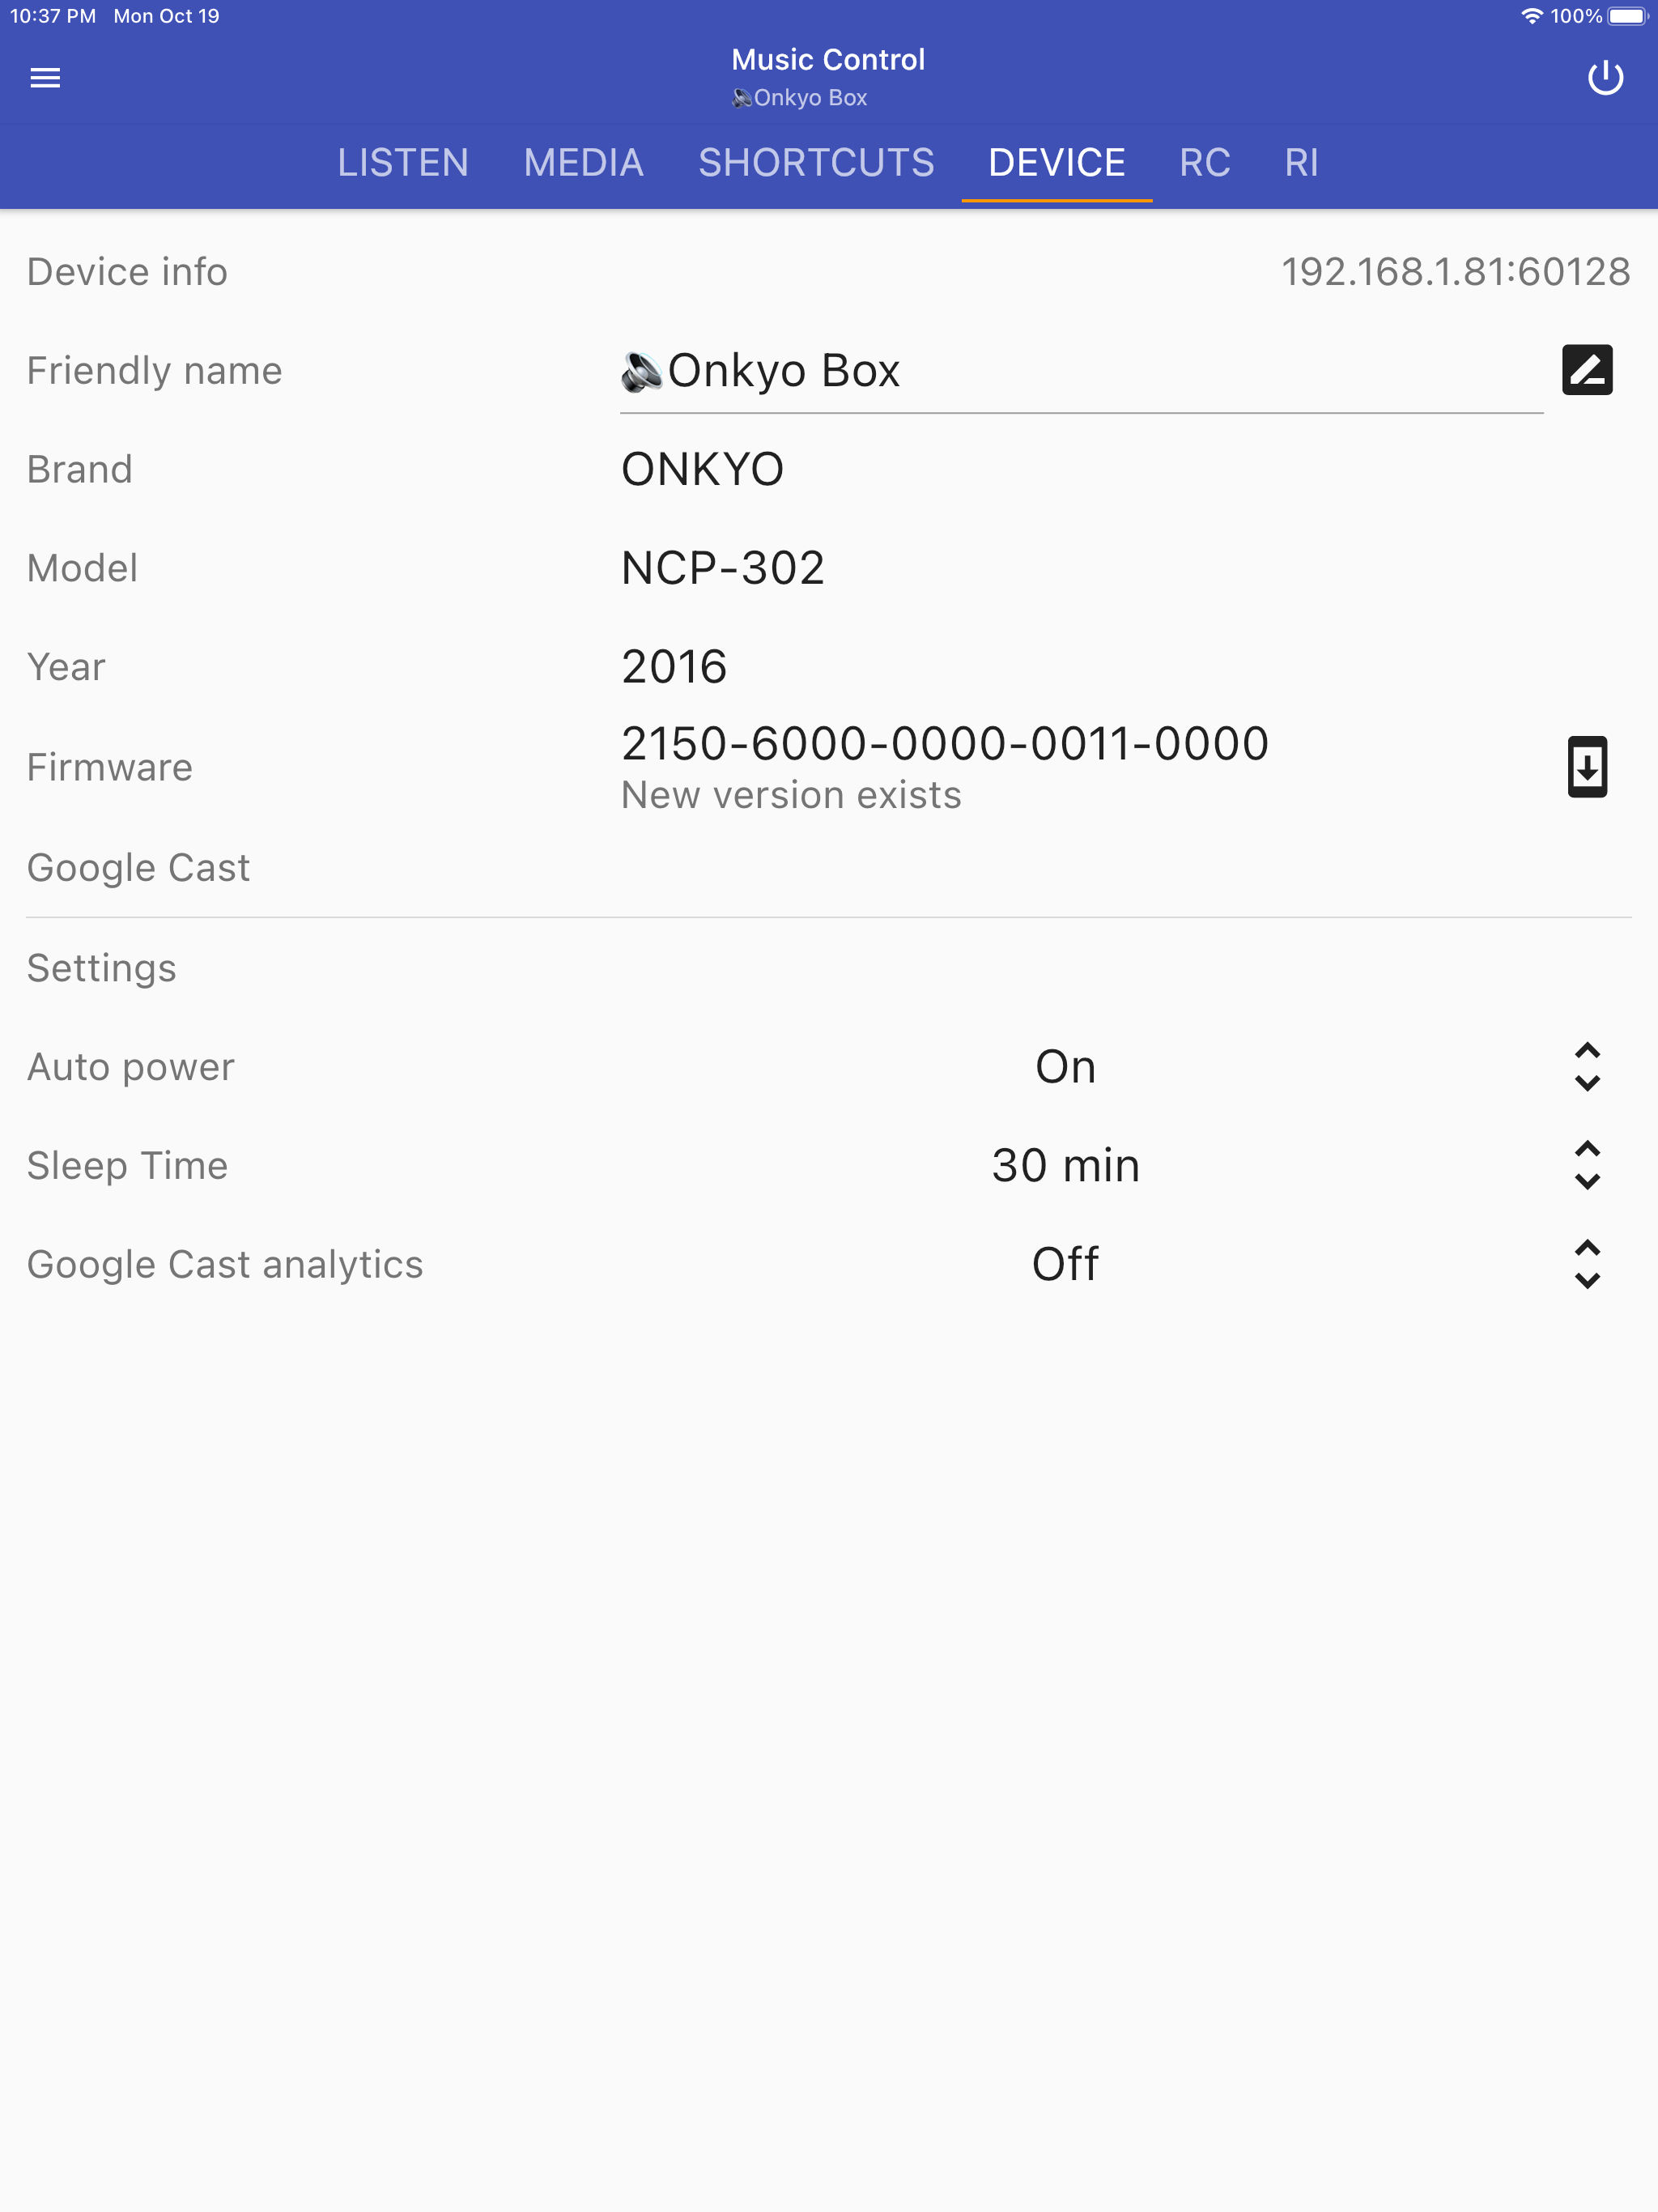 10:37 PM Mon Oct 19 100%
Music Control
🔊Onkyo Box
LISTEN MEDIA SHORTCUTS DEVICE RC RI
Device info 192.168.1.81:60128
Friendly name 🔊Onkyo Box
Brand ONKYO
Model NCP-302
Year 2016
Firmware 2150-6000-0000-0011-0000
New version exists
Google Cast
Settings
Auto power On
Sleep Time 30 min
Google Cast analytics Off